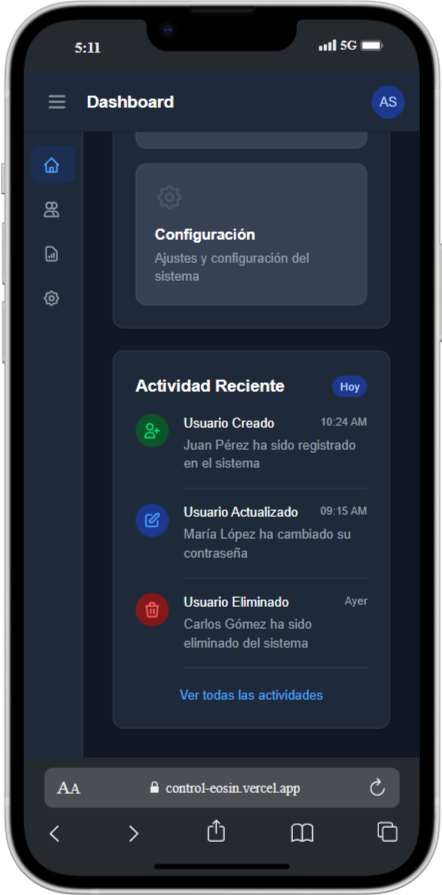 5:11
5G
Dashboard
AS
Configuración
Ajustes y configuración del
sistema
Actividad Reciente
Hoy
Usuario Creado
10:24 AM
Juan Pérez ha sido registrado
en el sistema
Usuario Actualizado
09:15 AM
María López ha cambiado su
contraseña
Usuario Eliminado
Ayer
Carlos Gómez ha sido
eliminado del sistema
Ver todas las actividades
AA
control-eosin.vercel.app